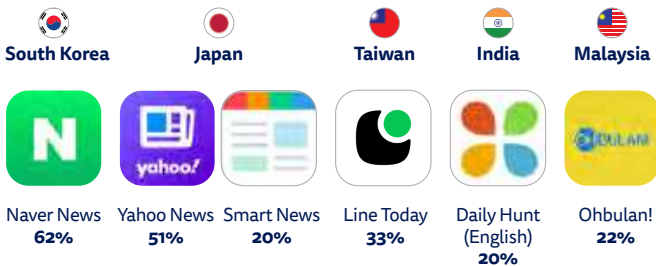 South Korea
Japan
Taiwan
India
Malaysia
N
yahoo!
Naver News
62%
Yahoo News
51%
Smart News
20%
Line Today
33%
Daily Hunt
(English)
20%
Ohbulan!
22%